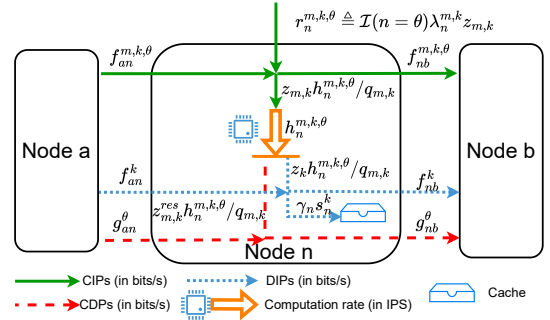 r_n^{m,k,θ} ≜ I(n = θ)λ_n^{m,k} z_{m,k}
f_{an}^{m,k,θ}
f_{nb}^{m,k,θ}
z_{m,k}h_n^{m,k,θ}/q_{m,k}
h_n^{m,k,θ}
Node a
Node b
z_k h_n^{m,k,θ}/q_{m,k}
f_{an}^k
f_{nb}^k
z_{m,k}^{res}h_n^{m,k,θ}/q_{m,k}
γ_n s_n^k
g_{an}^θ
g_{nb}^θ
Node n
CIPs (in bits/s)
DIPs (in bits/s)
Cache
CDPs (in bits/s)
Computation rate (in IPS)